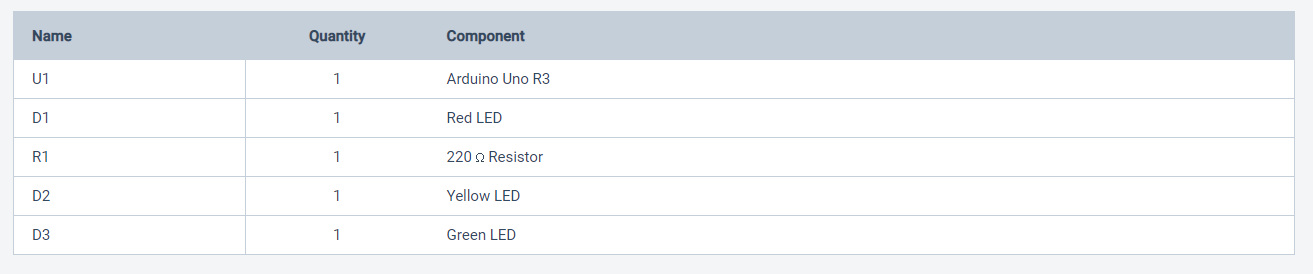 Name Quantity Component
U1 1 Arduino Uno R3
D1 1 Red LED
R1 1 220 Ω Resistor
D2 1 Yellow LED
D3 1 Green LED